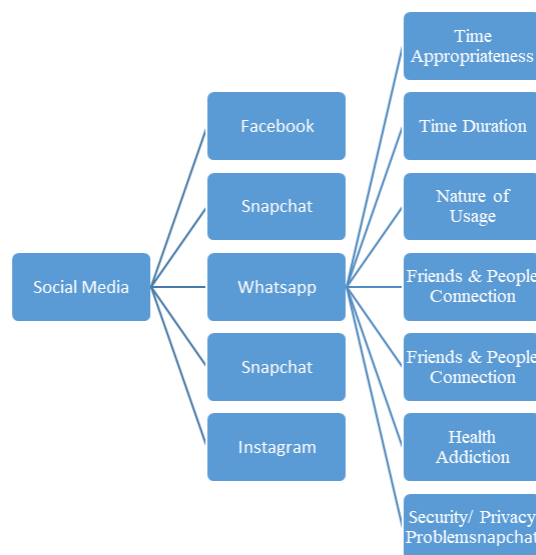 Social Media
Facebook
Snapchat
Whatsapp
Snapchat
Instagram
Time
Appropriateness
Time Duration
Nature of
Usage
Friends & People
Connection
Friends & People
Connection
Health
Addiction
Security/ Privacy
Problemsnapchat